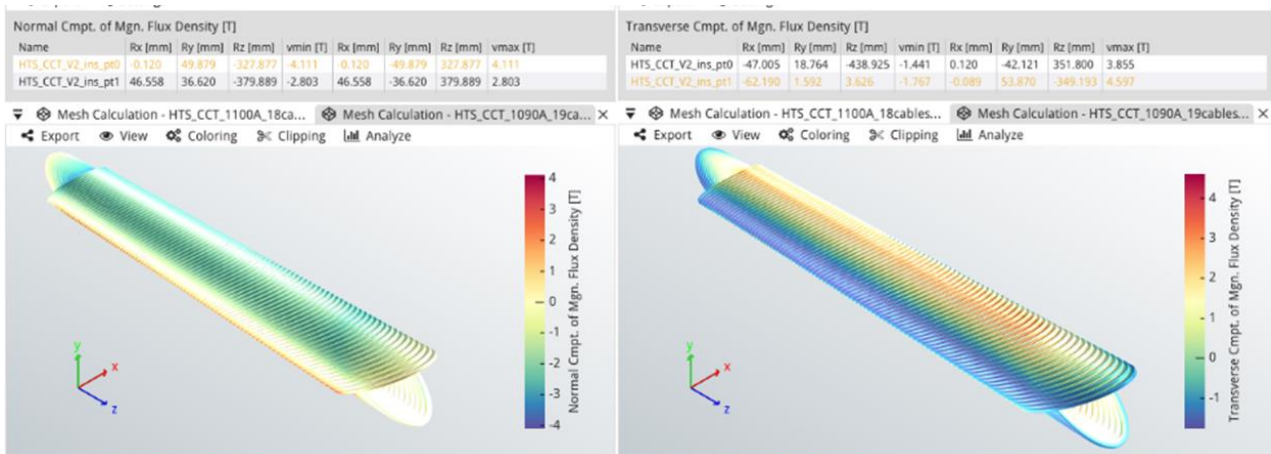 Normal Cmpt. of Mgn. Flux Density [T]
Name Rx [mm] Ry [mm] Rz [mm] vmin [T] Rx [mm] Ry [mm] Rz [mm] vmax [T]
HTS_CCT_V2_ins_pt0 -0.120 49.879 -327.877 -4.111 -0.120 -49.879 327.877 4.111
HTS_CCT_V2_ins_pt1 46.558 36.620 -379.889 -2.803 46.558 -36.620 379.889 2.803
Mesh Calculation - HTS_CCT_1100A_18ca... Mesh Calculation - HTS_CCT_1090A_19ca...
Export View Coloring Clipping Analyze
4
3
2
1
0
-1
-2
-3
-4
Normal Cmpt. of Mgn. Flux Density [T]
y
x
z
Transverse Cmpt. of Mgn. Flux Density [T]
Name Rx [mm] Ry [mm] Rz [mm] vmin [T] Rx [mm] Ry [mm] Rz [mm] vmax [T]
HTS_CCT_V2_ins_pt0 -47.005 18.764 -438.925 -1.441 0.120 -42.121 351.800 3.855
HTS_CCT_V2_ins_pt1 -62.190 1.592 3.626 -1.767 -0.089 53.870 -349.193 4.597
Mesh Calculation - HTS_CCT_1100A_18cables... Mesh Calculation - HTS_CCT_1090A_19cables...
Export View Coloring Clipping Analyze
4
3
2
1
0
-1
Transverse Cmpt. of Mgn. Flux Density [T]
y
x
z